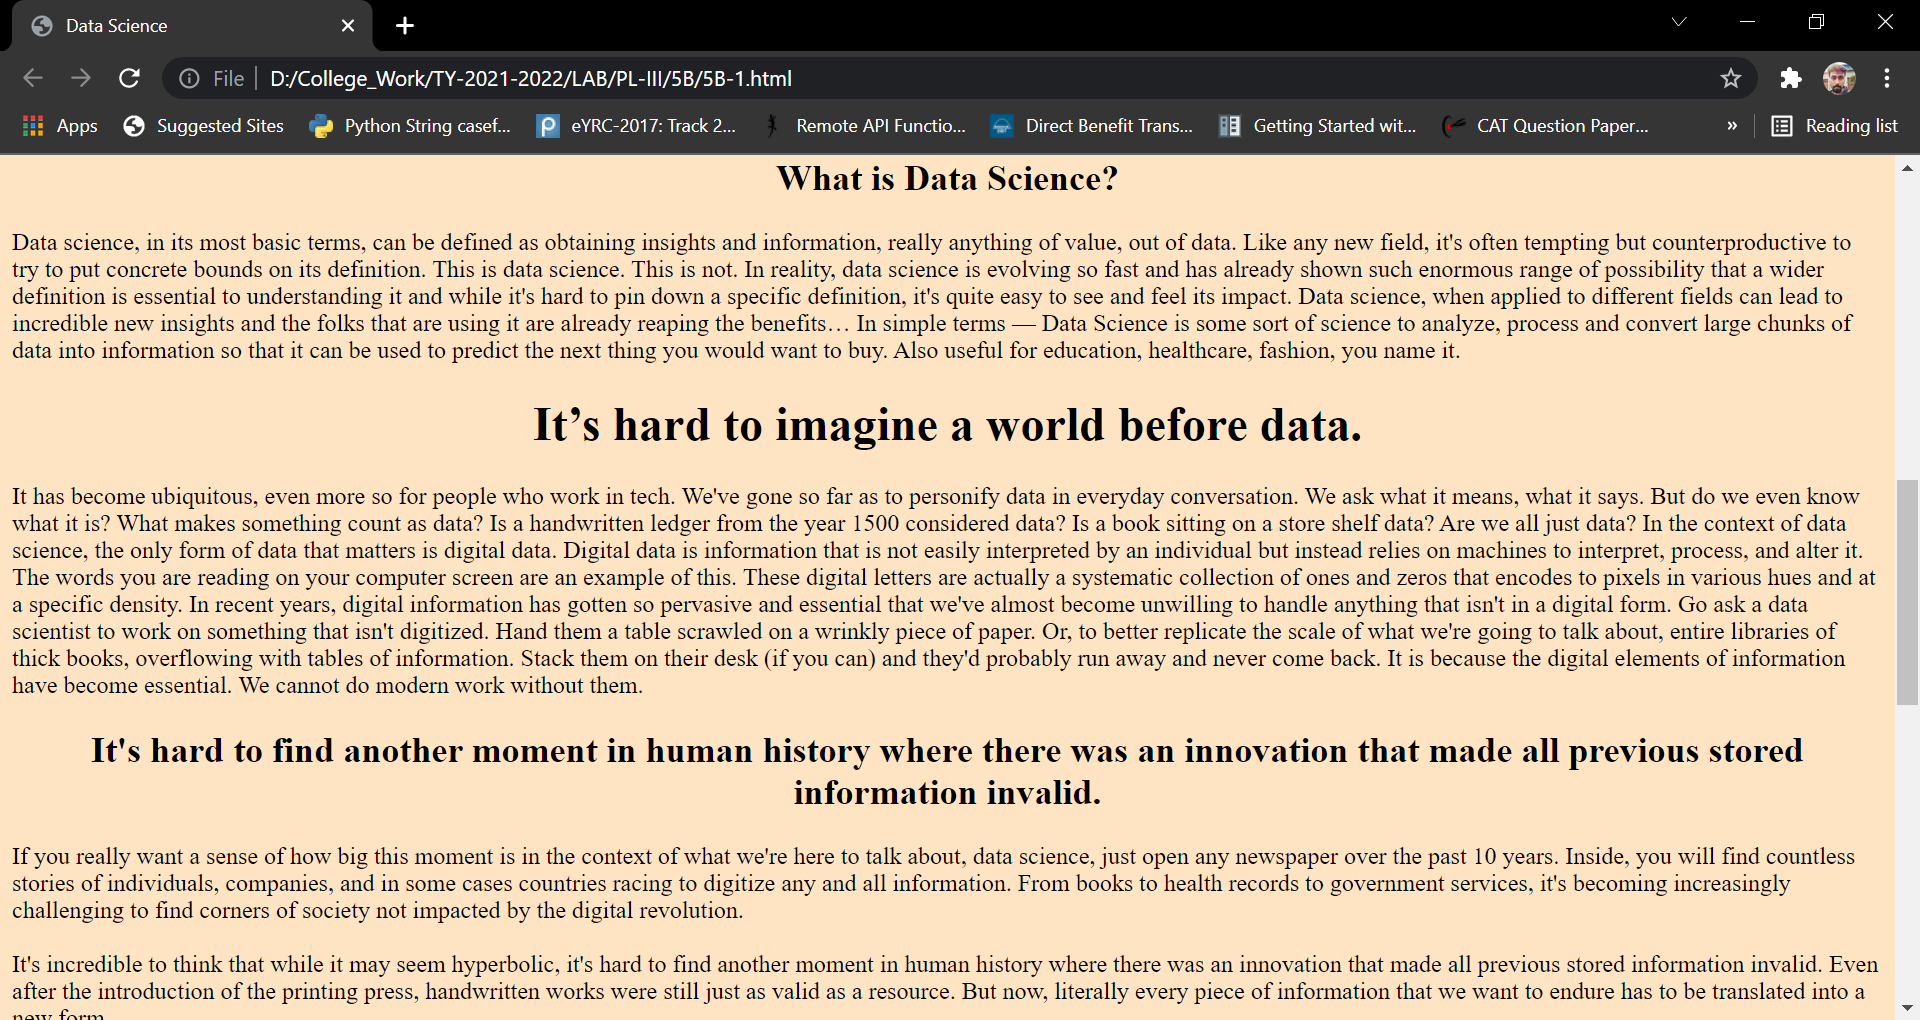 Data Science
File
D:/College_Work/TY-2021-2022/LAB/PL-III/5B/5B-1.html
Apps
Suggested Sites
Python String casef...
eYRC-2017: Track 2...
Remote API Functio...
Direct Benefit Trans...
Getting Started wit...
CAT Question Paper...
»
Reading list
What is Data Science?
Data science, in its most basic terms, can be defined as obtaining insights and information, really anything of value, out of data. Like any new field, it's often tempting but counterproductive to
try to put concrete bounds on its definition. This is data science. This is not. In reality, data science is evolving so fast and has already shown such enormous range of possibility that a wider
definition is essential to understanding it and while it's hard to pin down a specific definition, it's quite easy to see and feel its impact. Data science, when applied to different fields can lead to
incredible new insights and the folks that are using it are already reaping the benefits… In simple terms — Data Science is some sort of science to analyze, process and convert large chunks of
data into information so that it can be used to predict the next thing you would want to buy. Also useful for education, healthcare, fashion, you name it.
It’s hard to imagine a world before data.
It has become ubiquitous, even more so for people who work in tech. We've gone so far as to personify data in everyday conversation. We ask what it means, what it says. But do we even know
what it is? What makes something count as data? Is a handwritten ledger from the year 1500 considered data? Is a book sitting on a store shelf data? Are we all just data? In the context of data
science, the only form of data that matters is digital data. Digital data is information that is not easily interpreted by an individual but instead relies on machines to interpret, process, and alter it.
The words you are reading on your computer screen are an example of this. These digital letters are actually a systematic collection of ones and zeros that encodes to pixels in various hues and at
a specific density. In recent years, digital information has gotten so pervasive and essential that we've almost become unwilling to handle anything that isn't in a digital form. Go ask a data
scientist to work on something that isn't digitized. Hand them a table scrawled on a wrinkly piece of paper. Or, to better replicate the scale of what we're going to talk about, entire libraries of
thick books, overflowing with tables of information. Stack them on their desk (if you can) and they'd probably run away and never come back. It is because the digital elements of information
have become essential. We cannot do modern work without them.
It's hard to find another moment in human history where there was an innovation that made all previous stored
information invalid.
If you really want a sense of how big this moment is in the context of what we're here to talk about, data science, just open any newspaper over the past 10 years. Inside, you will find countless
stories of individuals, companies, and in some cases countries racing to digitize any and all information. From books to health records to government services, it's becoming increasingly
challenging to find corners of society not impacted by the digital revolution.
It's incredible to think that while it may seem hyperbolic, it's hard to find another moment in human history where there was an innovation that made all previous stored information invalid. Even
after the introduction of the printing press, handwritten works were still just as valid as a resource. But now, literally every piece of information that we want to endure has to be translated into a
new form.